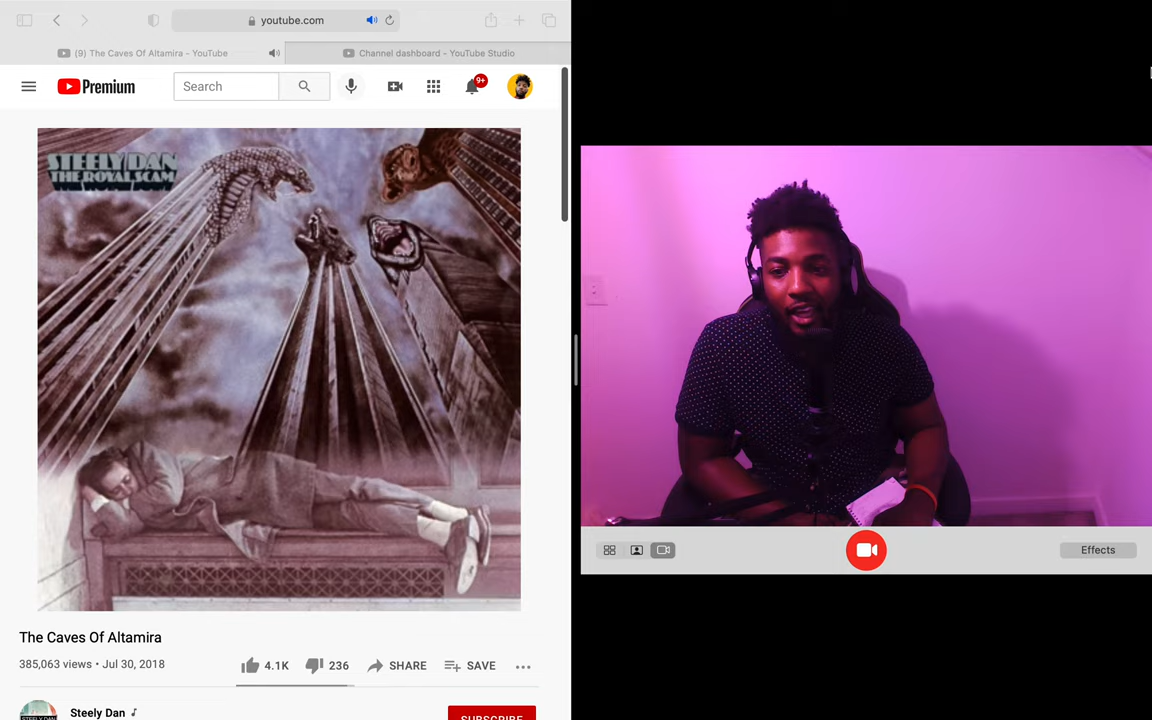 youtube.com
(9) The Caves Of Altamira - YouTube
Channel dashboard - YouTube Studio
Premium
Search
9+
STEELY DAN
THE ROYAL SCAM
The Caves Of Altamira
385,063 views • Jul 30, 2018
4.1K
236
SHARE
SAVE
Steely Dan
SUBSCRIBE
Effects